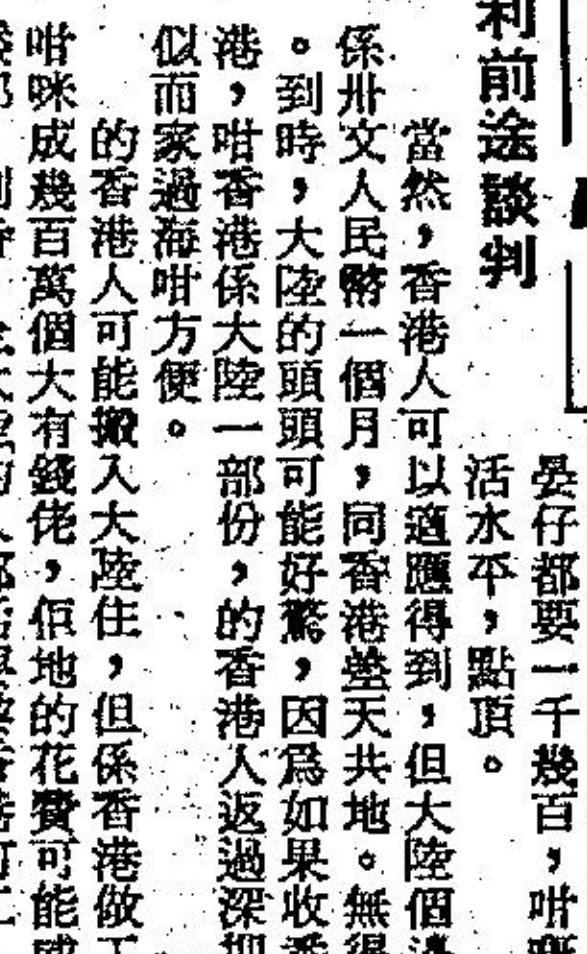 利前途談判
晏仔都要一千幾百，咁
活水平，點頂。
當然，香港人可以適應得到，但大陸個
係卅文人民幣一個月，同香港天共地。無得
。到時，大陸的頭頭可能好驚，因爲如果收
港，咁香港係大陸一部份，的香港人返過深
似而家過海咁方便。
的香港人可能搬入大陸住，但係香港做工
咁咪成幾百萬個大有錢佬，佢地的花費可能成